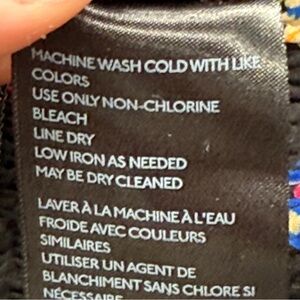 MACHINE WASH COLD WITH LIKE
COLORS
USE ONLY NON-CHLORINE
BLEACH
LINE DRY
LOW IRON AS NEEDED
MAY BE DRY CLEANED
LAVER À LA MACHINE À L'EAU
FROIDE AVEC COULEURS
SIMILAIRES
UTILISER UN AGENT DE
BLANCHIMENT SANS CHLORE SI
NÉCESSAIRE